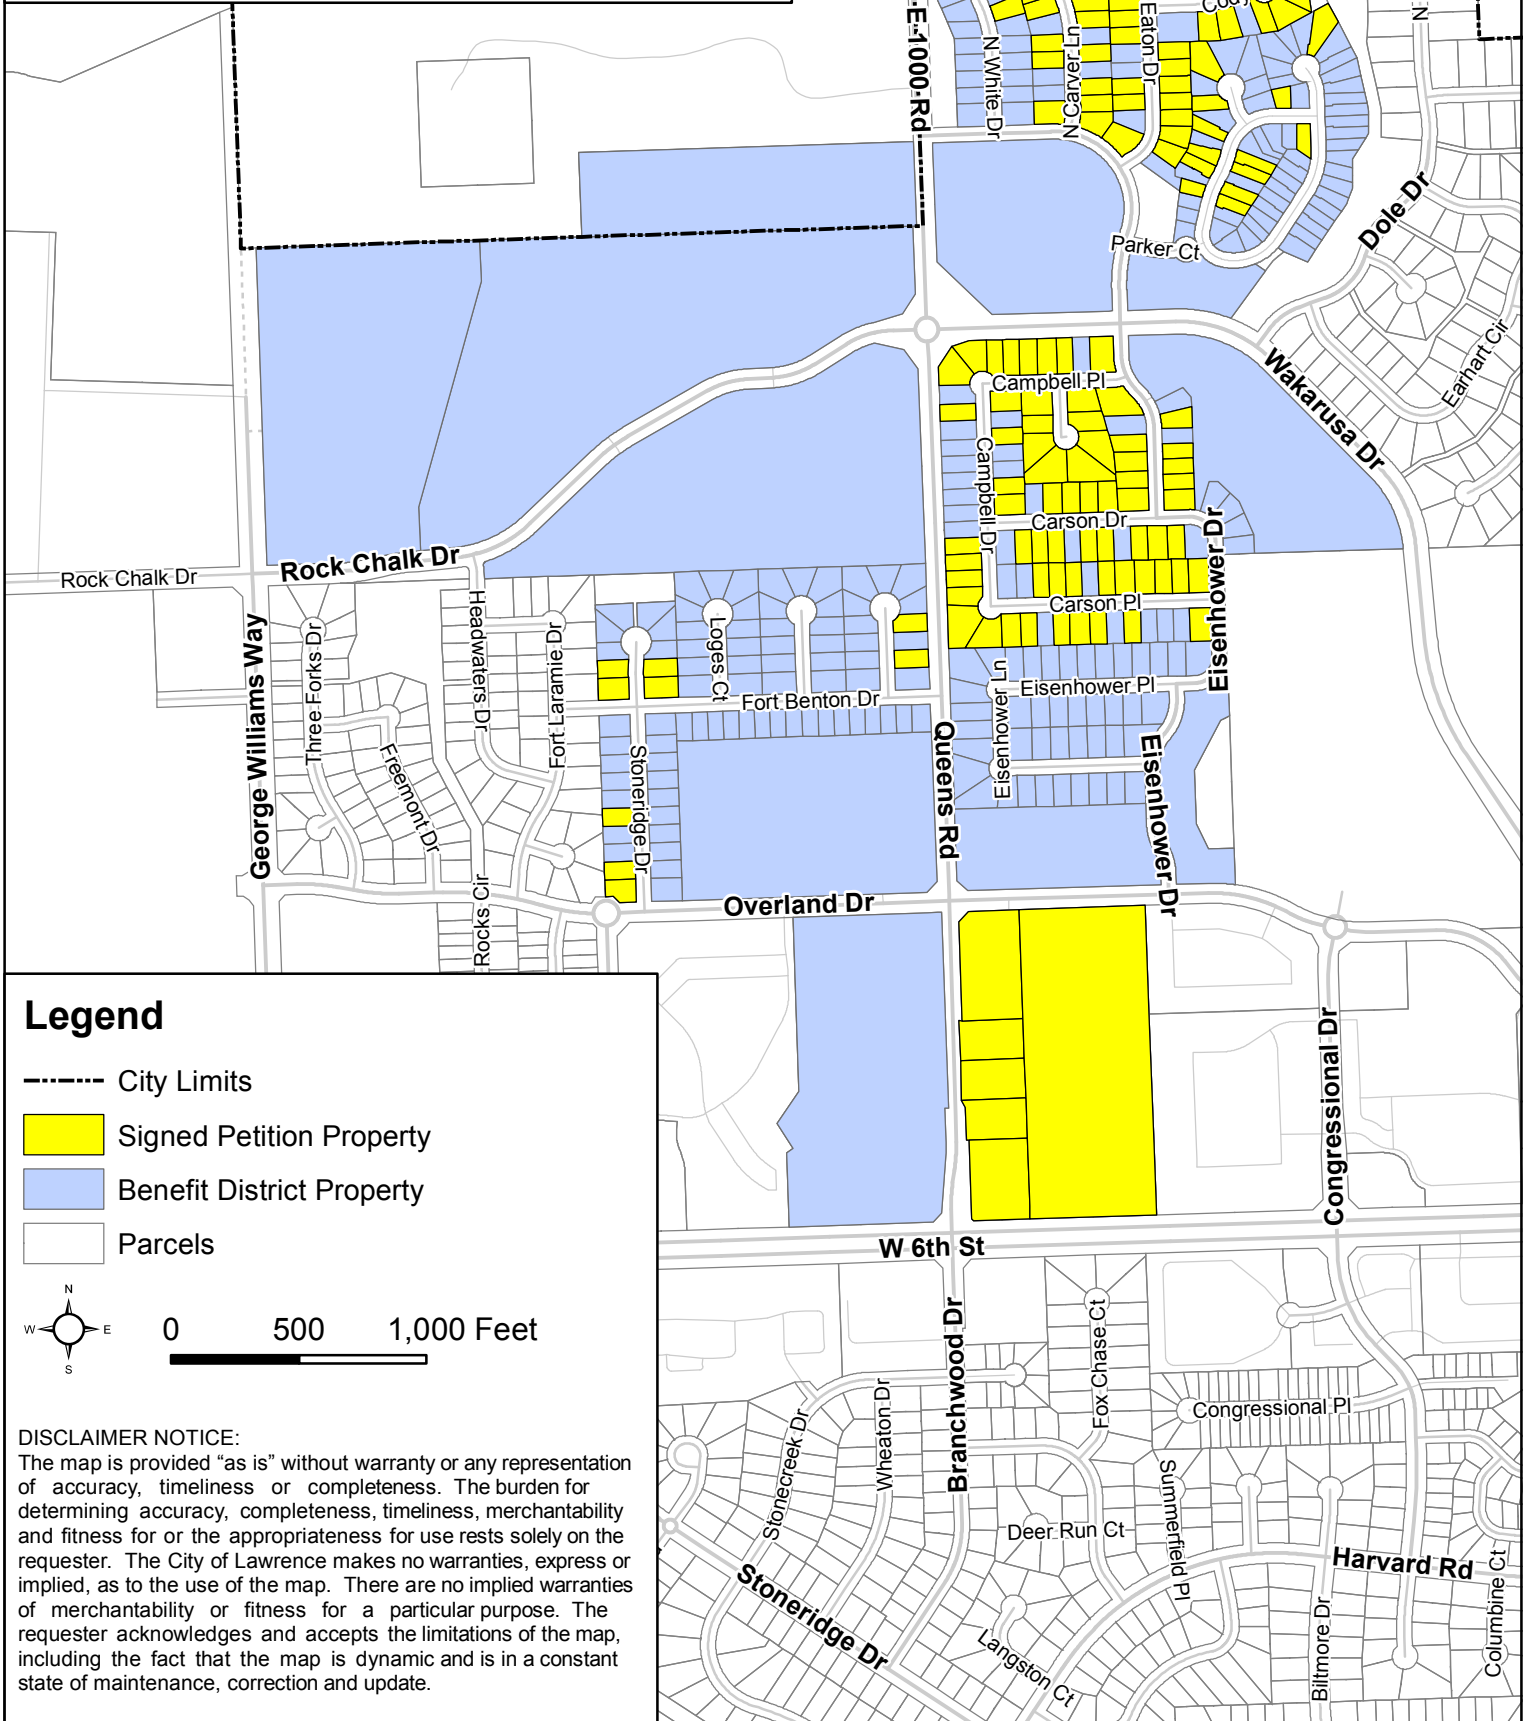 E 1000 Rd
N White Dr
N Carver Ln
Eaton Dr
N
Dole Dr
Parker Ct
Earhart Cir
Wakarusa Dr
Campbell Pl
Campbell Dr
Carson Dr
Eisenhower Dr
Rock Chalk Dr
Rock Chalk Dr
Carson Pl
George Williams Way
Three Forks Dr
Headwaters Dr
Fort Laramie Dr
Loges Ct
Eisenhower Ln
Eisenhower Pl
Fort Benton Dr
Freemont Dr
Stoneridge Dr
Queens Rd
Eisenhower Dr
Rocks Cir
Overland Dr
Congressional Dr
W 6th St
Legend
City Limits
Signed Petition Property
Benefit District Property
Parcels
N
W E
S
0 500 1,000 Feet
DISCLAIMER NOTICE:
The map is provided “as is” without warranty or any representation
of accuracy, timeliness or completeness. The burden for
determining accuracy, completeness, timeliness, merchantability
and fitness for or the appropriateness for use rests solely on the
requester. The City of Lawrence makes no warranties, express or
implied, as to the use of the map. There are no implied warranties
of merchantability or fitness for a particular purpose. The
requester acknowledges and accepts the limitations of the map,
including the fact that the map is dynamic and is in a constant
state of maintenance, correction and update.
Branchwood Dr
Fox Chase Ct
Wheaton Dr
Stonecreek Dr
Congressional Pl
Summerfield Pl
Deer Run Ct
Harvard Rd
Stoneridge Dr
Langston Ct
Biltmore Dr
Columbine Ct